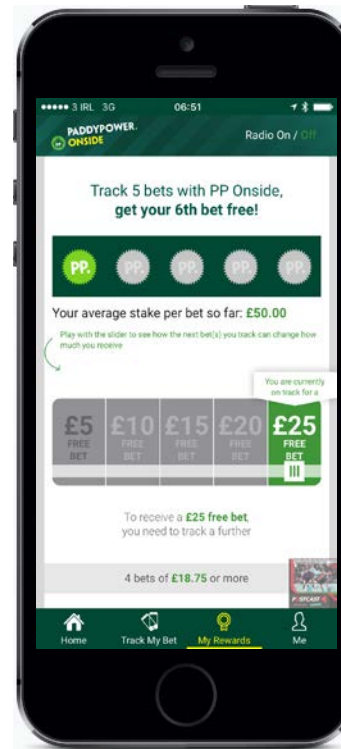 3 IRL 3G 06:51
PADDYPOWER.
ONSIDE
Radio On / Off
Track 5 bets with PP Onside,
get your 6th bet free!
PP. PP. PP. PP. PP.
Your average stake per bet so far: £50.00
Play with the slider to see how the next bet(s) you track can change how
much you receive
You are currently
on track for a
£5 £10 £15 £20 £25
FREE FREE FREE FREE FREE
BET BET BET BET BET
To receive a £25 free bet,
you need to track a further
4 bets of £18.75 or more
Home Track My Bet My Rewards Me